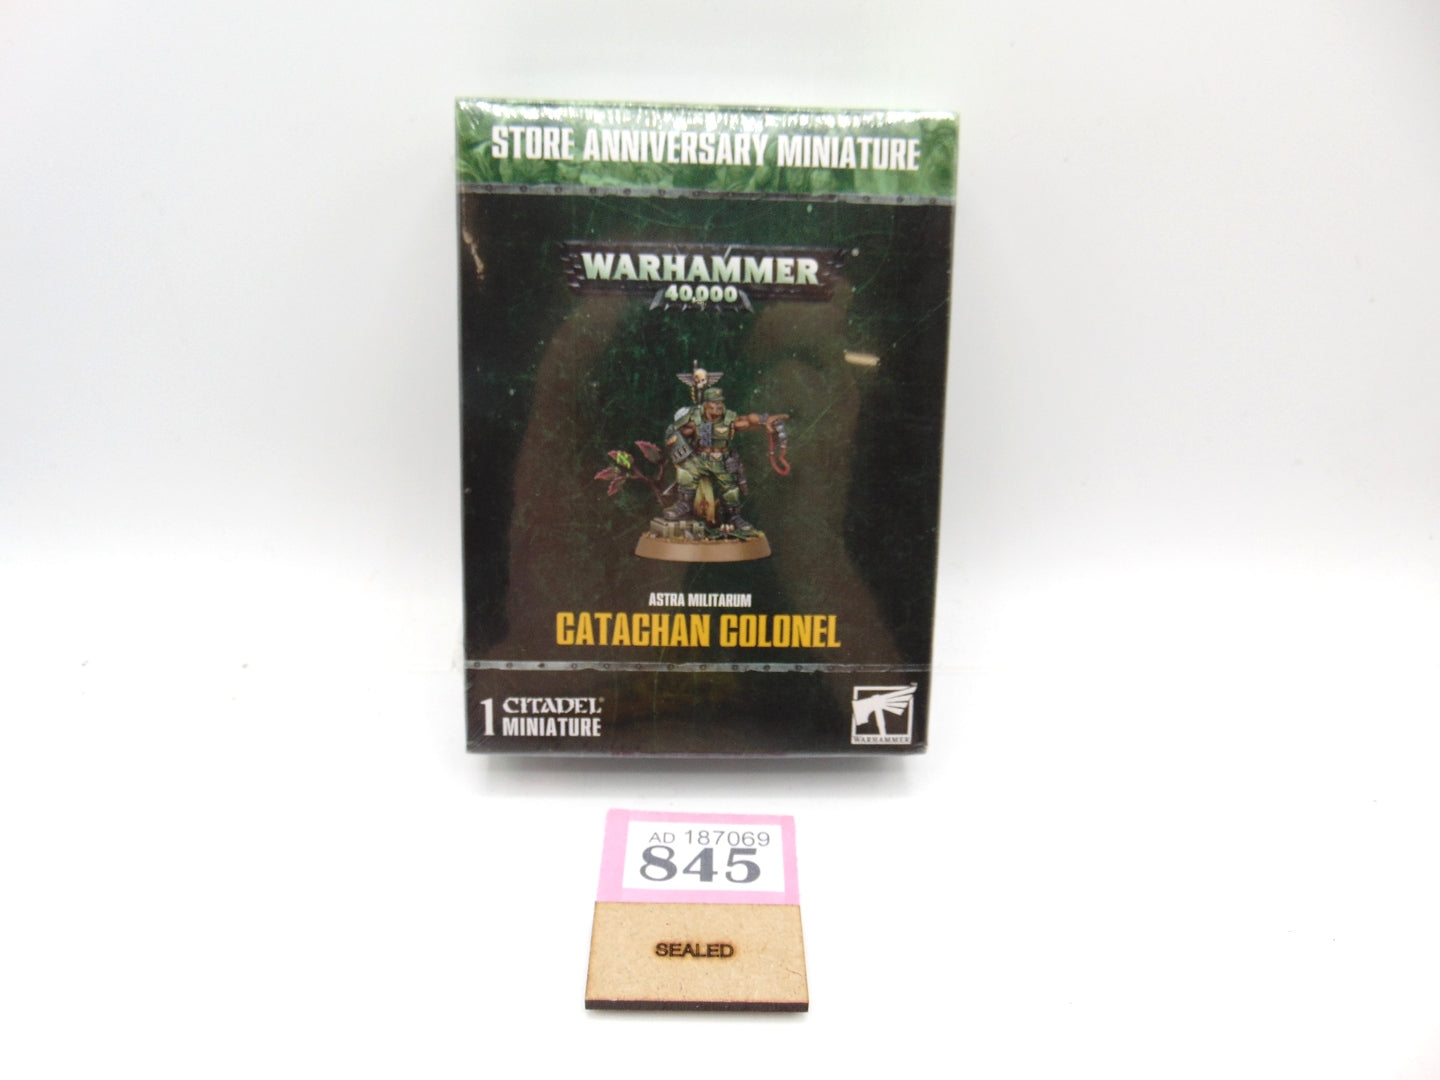 STORE ANNIVERSARY MINIATURE
WARHAMMER
40,000
ASTRA MILITARUM
CATACHAN COLONEL
1 CITADEL®
MINIATURE
WARHAMMER
AD 187069
845
SEALED